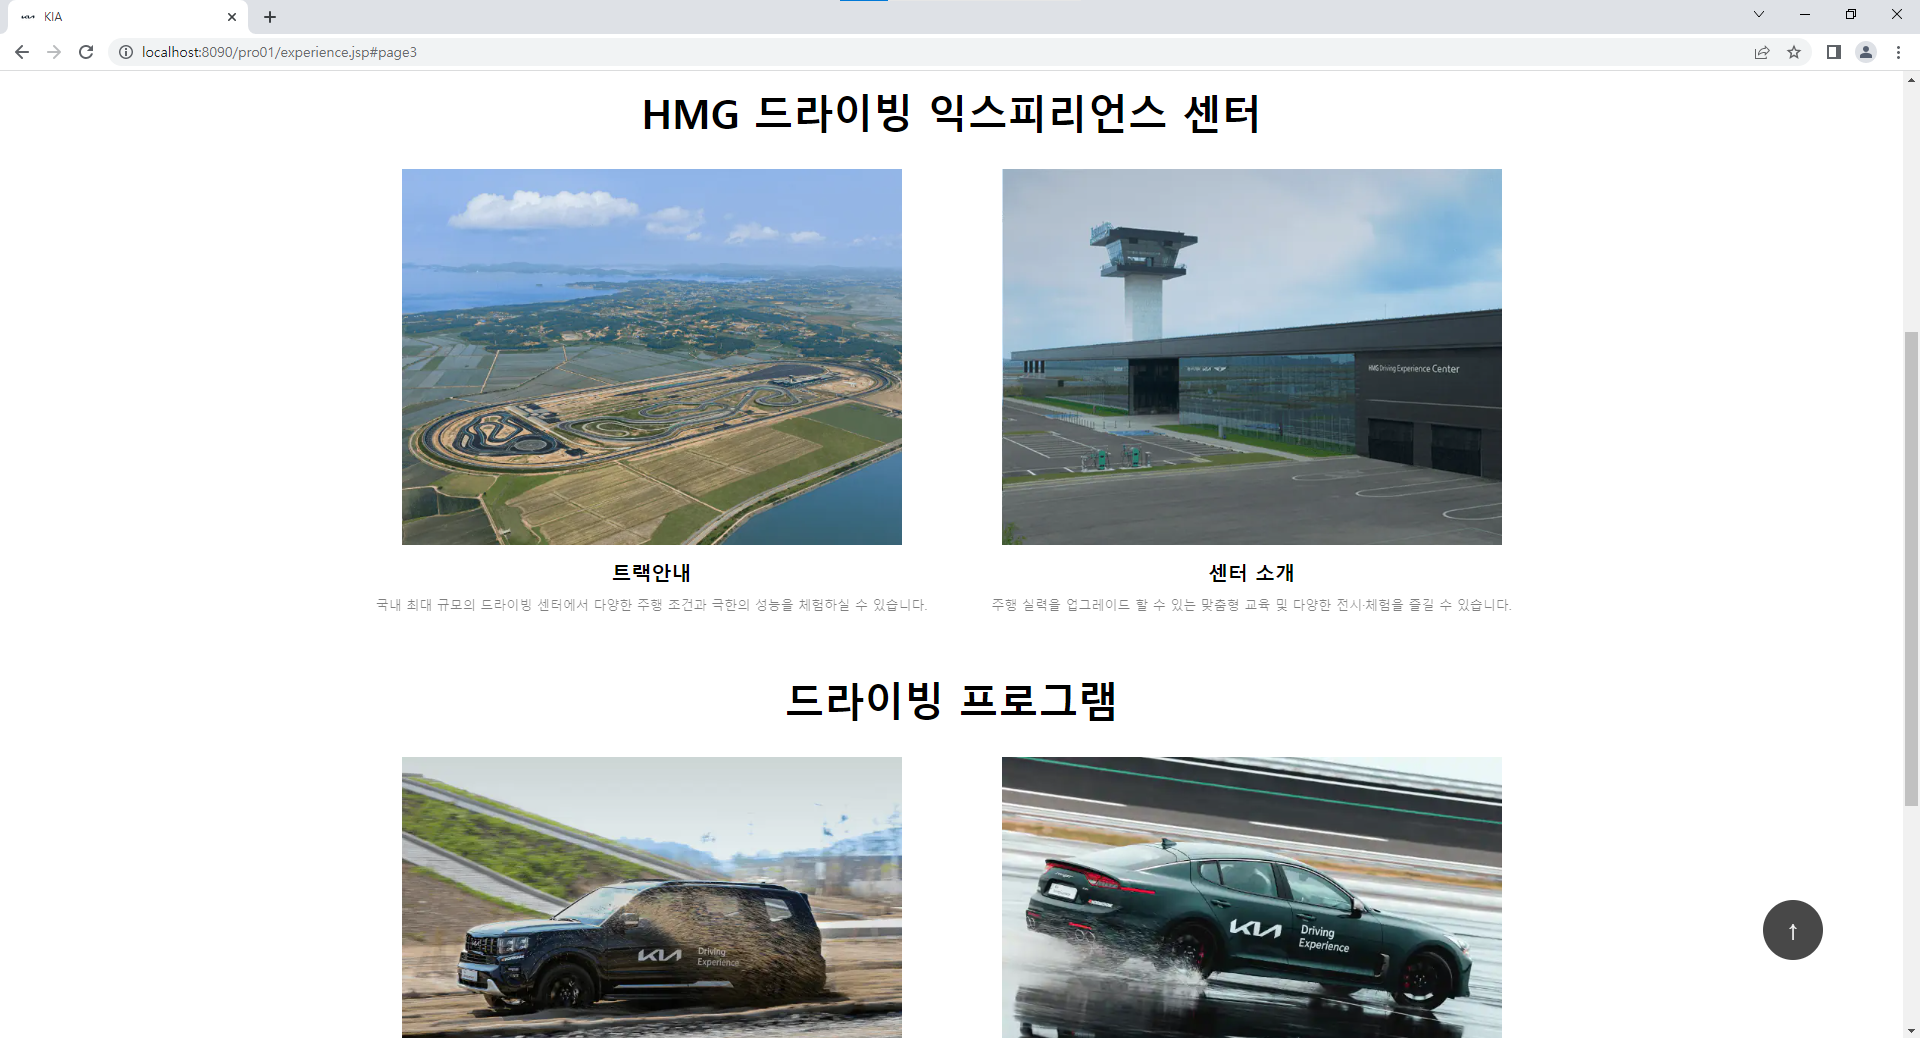 KIA
localhost:8090/pro01/experience.jsp#page3
HMG 드라이빙 익스피리언스 센터
HMG Driving Experience Center
트랙안내
센터 소개
국내 최대 규모의 드라이빙 센터에서 다양한 주행 조건과 극한의 성능을 체험하실 수 있습니다.
주행 실력을 업그레이드 할 수 있는 맞춤형 교육 및 다양한 전시·체험을 즐길 수 있습니다.
드라이빙 프로그램
KIA
Driving
Experience
KIA
Driving
Experience
↑